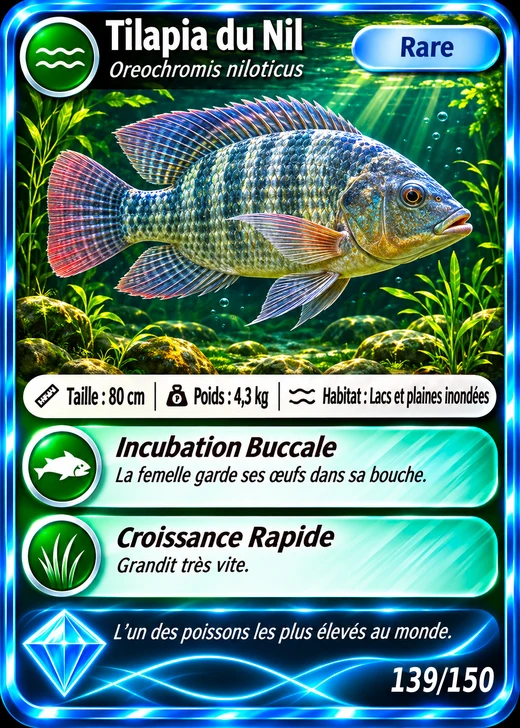 Tilapia du Nil
Rare
Oreochromis niloticus
Taille : 80 cm | Poids : 4,3 kg | Habitat : Lacs et plaines inondées
Incubation Buccale
La femelle garde ses œufs dans sa bouche.
Croissance Rapide
Grandit très vite.
L'un des poissons les plus élevés au monde.
139/150